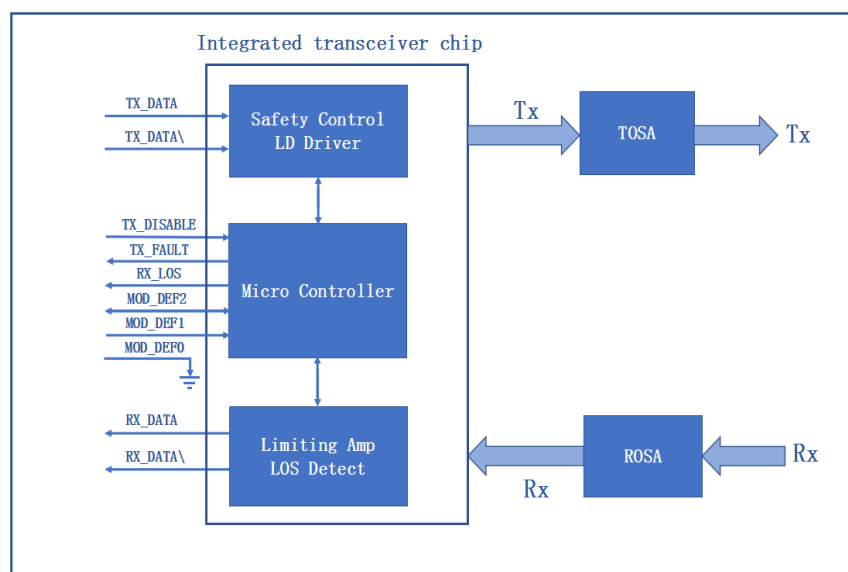 Integrated transceiver chip
TX_DATA
TX_DATA\
Safety Control
LD Driver
Tx
TOSA
Tx
TX_DISABLE
TX_FAULT
RX_LOS
MOD_DEF2
MOD_DEF1
MOD_DEF0
Micro Controller
RX_DATA
RX_DATA\
Limiting Amp
LOS Detect
Rx
ROSA
Rx